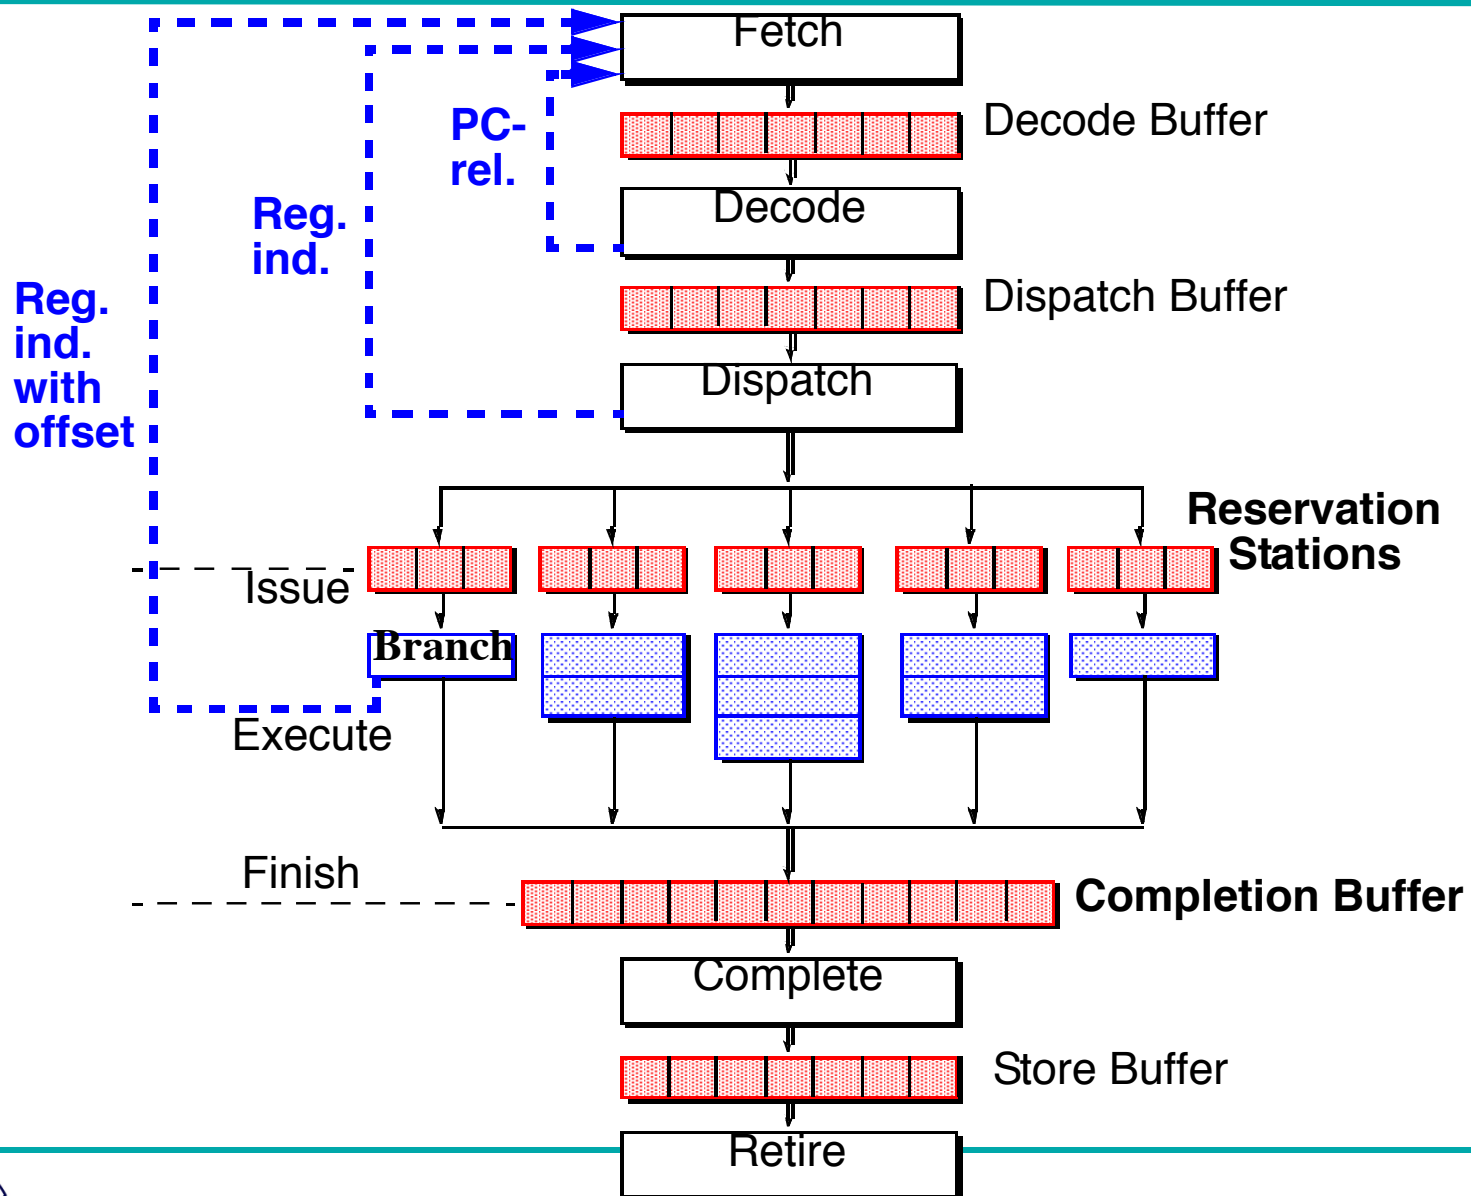 Fetch
PC-
rel.
Decode Buffer
Reg.
ind.
Decode
Reg.
ind.
with
offset
Dispatch Buffer
Dispatch
Reservation
Stations
Issue
Branch
Execute
Finish
Completion Buffer
Complete
Store Buffer
Retire